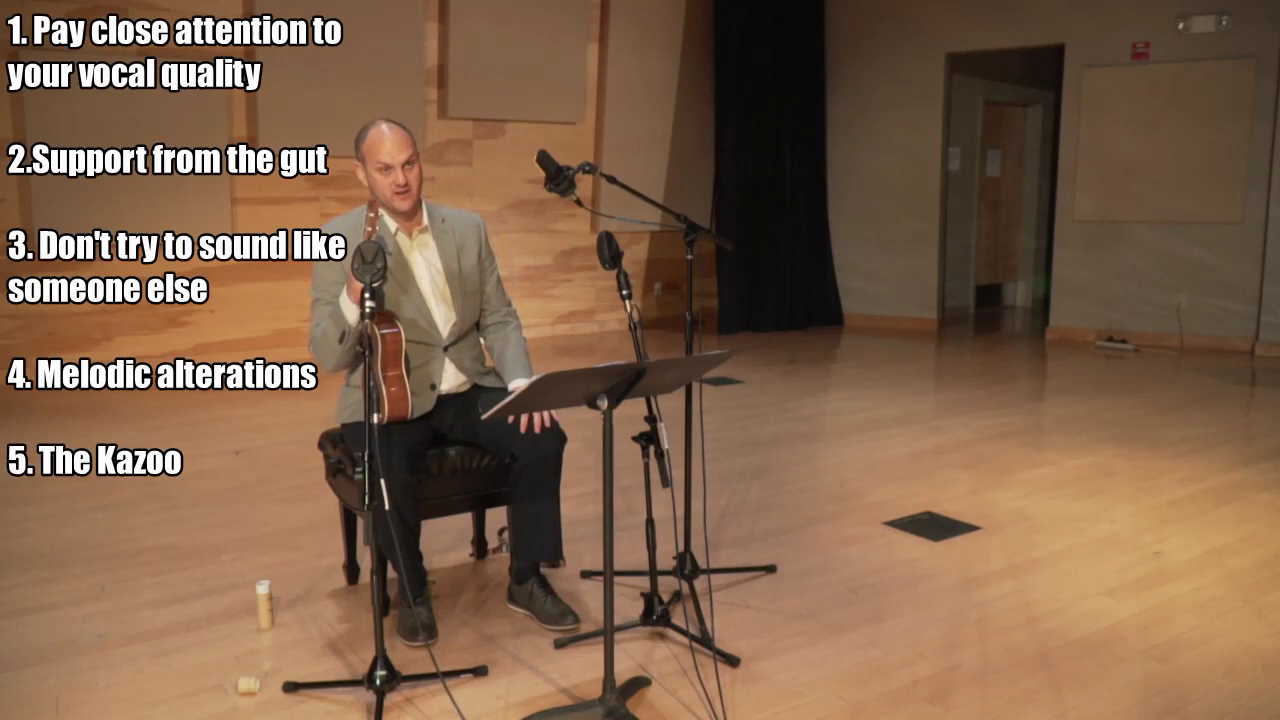 1. Pay close attention to
your vocal quality
2.Support from the gut
3. Don't try to sound like
someone else
4. Melodic alterations
5. The Kazoo